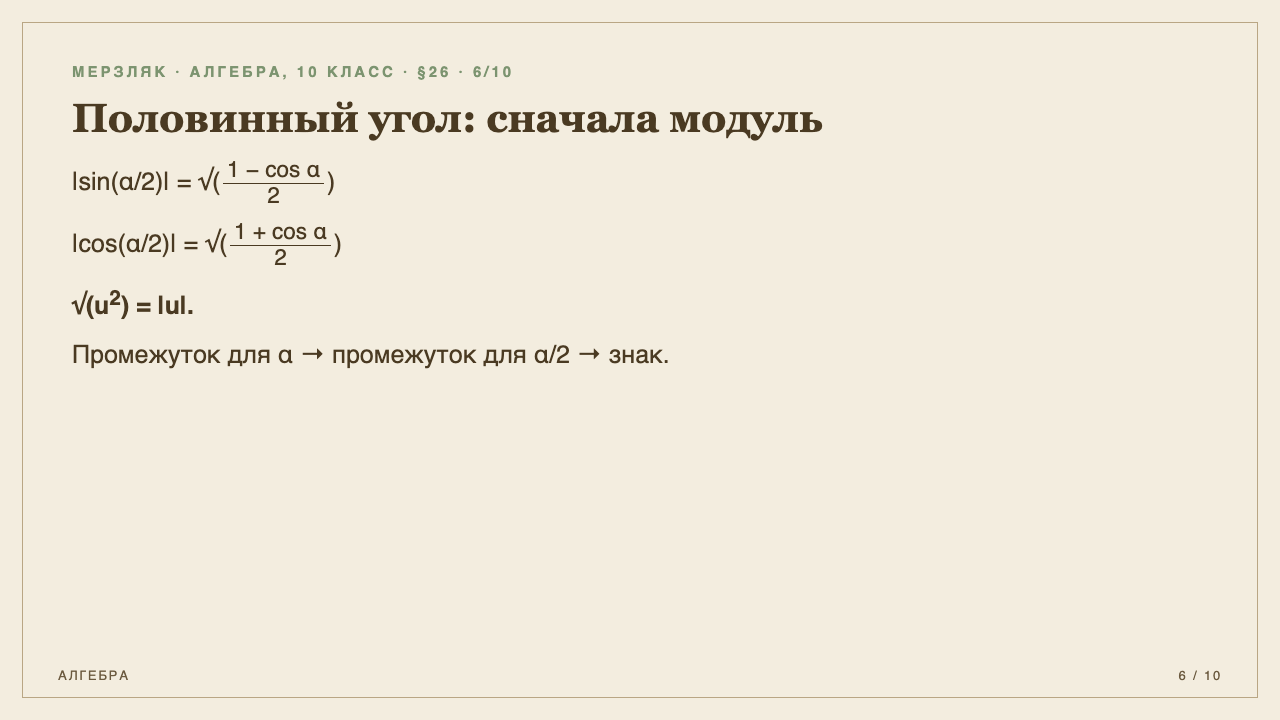 МЕРЗЛЯК · АЛГЕБРА, 10 КЛАСС · §26 · 6/10
Половинный угол: сначала модуль
|sin(α/2)| = √((1 − cos α)/2)
|cos(α/2)| = √((1 + cos α)/2)
√(u²) = |u|.
Промежуток для α → промежуток для α/2 → знак.
АЛГЕБРА
6 / 10